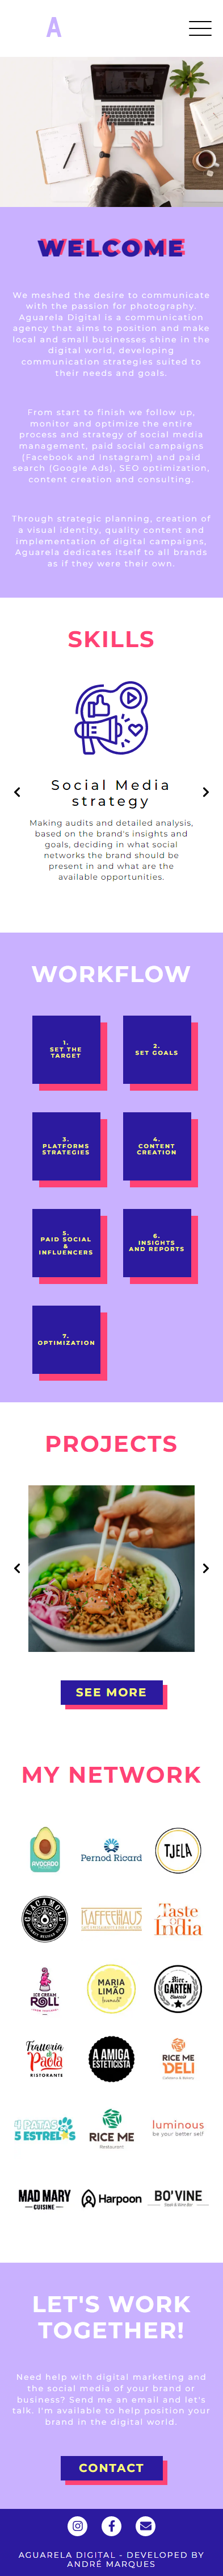 A
WELCOME
We meshed the desire to communicate
with the passion for photography.
Aguarela Digital is a communication
agency that aims to position and make
local and small businesses shine in the
digital world, developing
communication strategies suited to
their needs and goals.
From start to finish we follow up,
monitor and optimize the entire
process and strategy of social media
management, paid social campaigns
(Facebook and Instagram) and paid
search (Google Ads), SEO optimization,
content creation and consulting.
Through strategic planning, creation of
a visual identity, quality content and
implementation of digital campaigns,
Aguarela dedicates itself to all brands
as if they were their own.
SKILLS
Social Media
strategy
Making audits and detailed analysis,
based on the brand's insights and
goals, deciding in what social
networks the brand should be
present in and what are the
available opportunities.
WORKFLOW
1.
SET THE
TARGET
2.
SET GOALS
3.
PLATFORMS
STRATEGIES
4.
CONTENT
CREATION
5.
PAID SOCIAL
&
INFLUENCERS
6.
INSIGHTS
AND REPORTS
7.
OPTIMIZATION
PROJECTS
SEE MORE
MY NETWORK
AVOCADO
Pernod Ricard
TJELA
GUACAMOLE
KAFFEEHAUS
Taste
India
ICE CREAM
ROLL
MARIA
LIMÃO
GARTEN
Trattoria
Paola
RISTORANTE
A AMIGA
ESTETICISTA
RICE ME
DELI
4 PATAS
5 ESTRELAS
RICE ME
Restaurant
luminous
be your better self
MAD MARY
CUISINE
Harpoon
BO'VINE
LET'S WORK
TOGETHER!
Need help with digital marketing and
the social media of your brand or
business? Send me an email and let's
talk. I'm available to help position your
brand in the digital world.
CONTACT
AGUARELA DIGITAL - DEVELOPED BY
ANDRÉ MARQUES